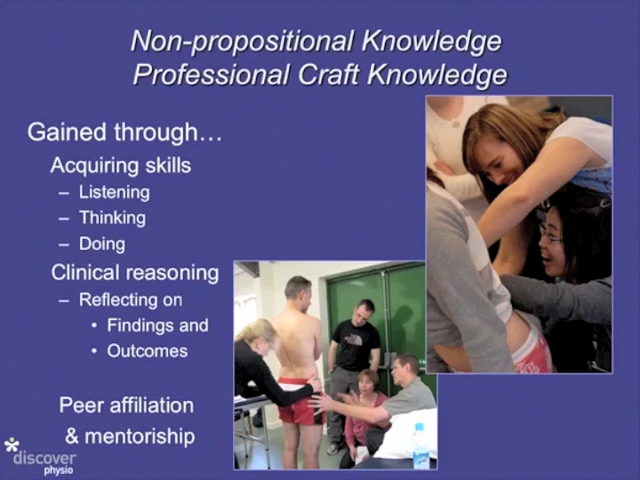 Non-propositional Knowledge
Professional Craft Knowledge
Gained through…
Acquiring skills
– Listening
– Thinking
– Doing
Clinical reasoning
– Reflecting on
• Findings and
• Outcomes
Peer affiliation
& mentoriship
* discover
physio